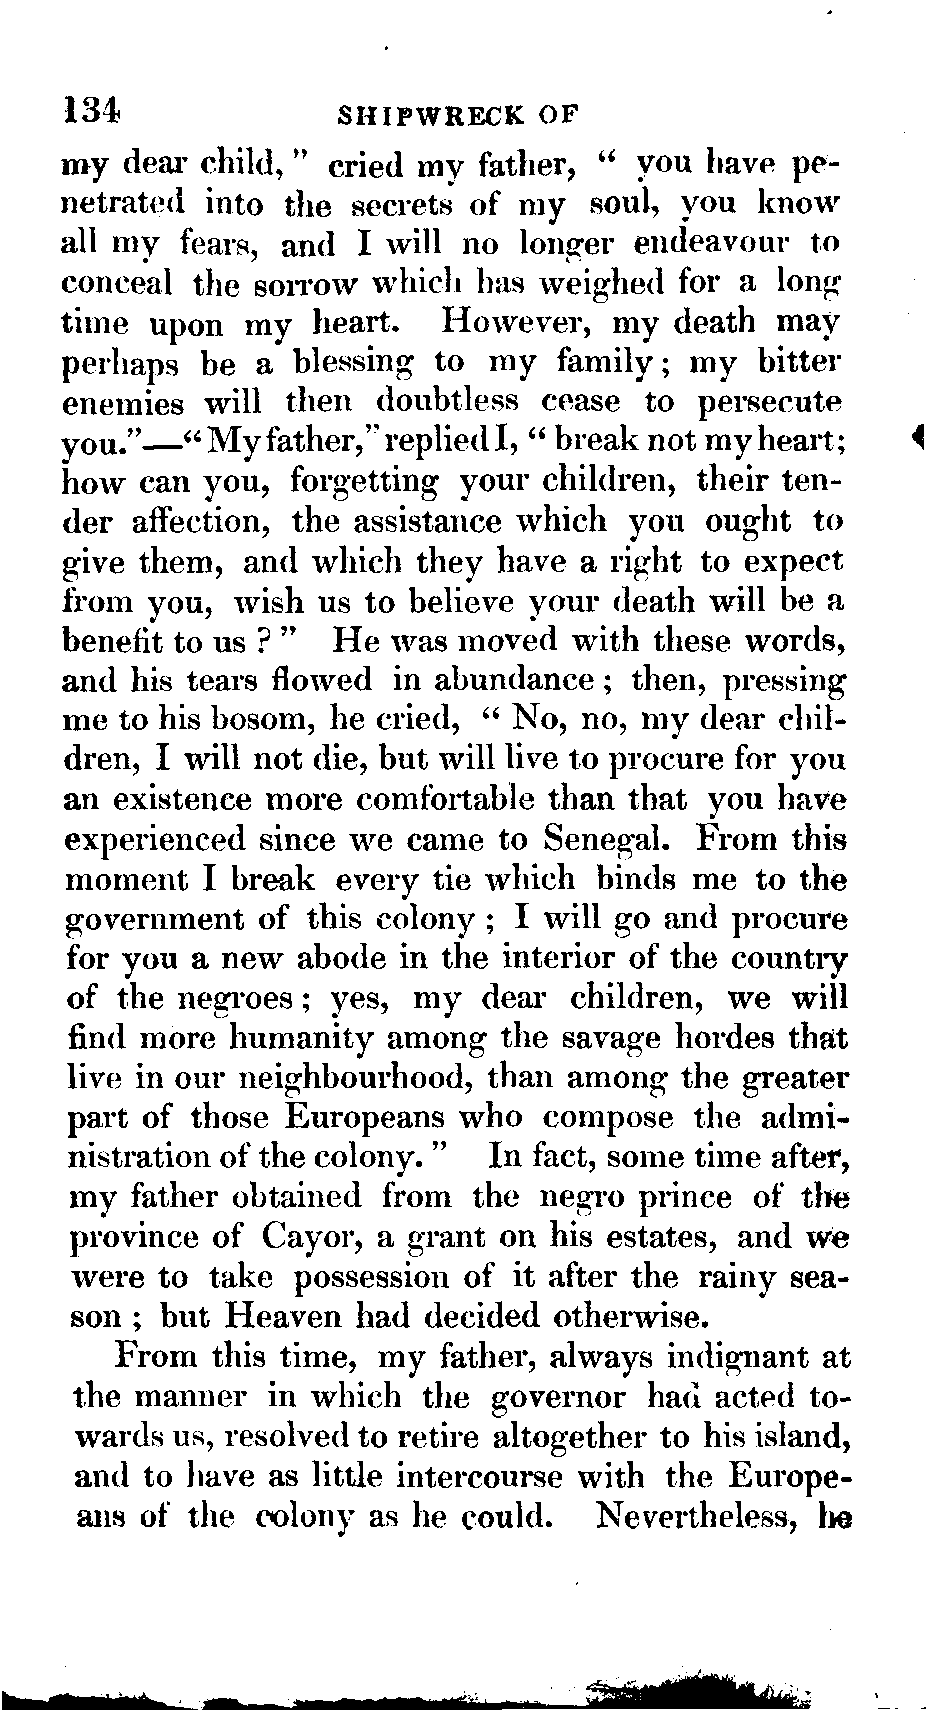 134 SHIPWRECK OF
my dear child, " cried my father, " you have pe-
netrated into the secrets of my soul, you know
all my fears, and I will no longer endeavour to
conceal the sorrow which has weighed for a long
time upon my heart. However, my death may
perhaps be a blessing to my family; my bitter
enemies will then doubtless cease to persecute
you."—"My father," replied I, " break not my heart;
how can you, forgetting your children, their ten-
der affection, the assistance which you ought to
give them, and which they have a right to expect
from you, wish us to believe your death will be a
benefit to us ? " He was moved with these words,
and his tears flowed in abundance ; then, pressing
me to his bosom, he cried, " No, no, my dear chil-
dren, I will not die, but will live to procure for you
an existence more comfortable than that you have
experienced since we came to Senegal. From this
moment I break every tie which binds me to the
government of this colony ; I will go and procure
for you a new abode in the interior of the country
of the negroes ; yes, my dear children, we will
find more humanity among the savage hordes that
live in our neighbourhood, than among the greater
part of those Europeans who compose the admi-
nistration of the colony. " In fact, some time after,
my father obtained from the negro prince of the
province of Cayor, a grant on his estates, and we
were to take possession of it after the rainy sea-
son ; but Heaven had decided otherwise.
From this time, my father, always indignant at
the manner in which the governor had acted to-
wards us, resolved to retire altogether to his island,
and to have as little intercourse with the Europe-
ans of the colony as he could. Nevertheless, he